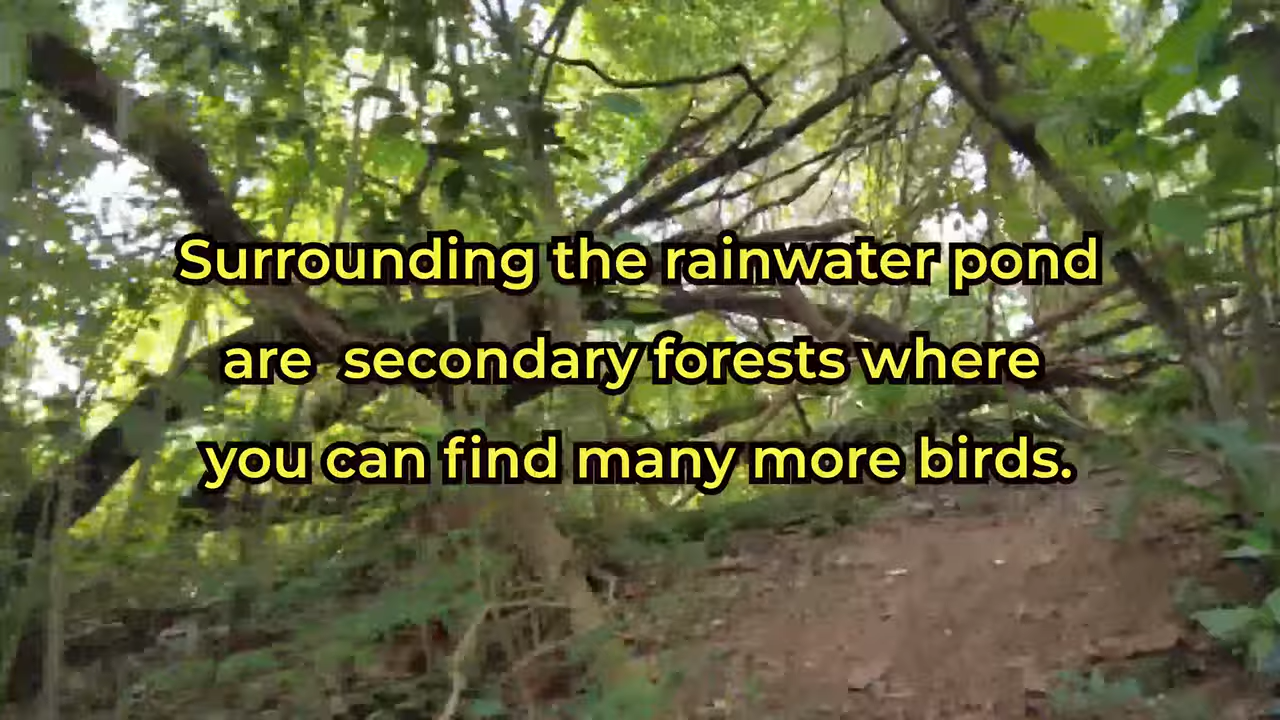 Surrounding the rainwater pond
are  secondary forests where
you can find many more birds.